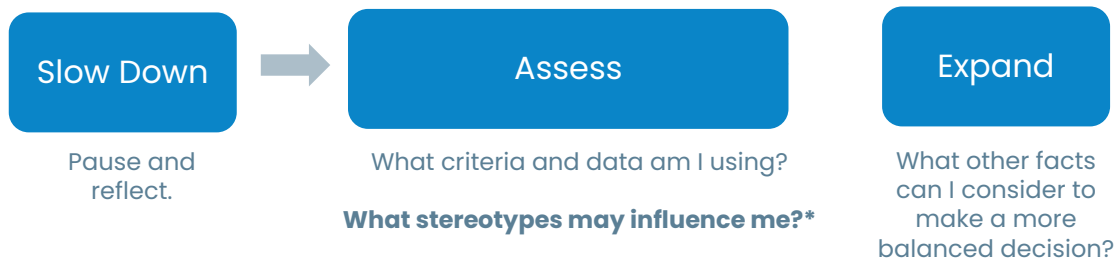 Slow Down
Pause and
reflect.
Assess
What criteria and data am I using?
What stereotypes may influence me?*
Expand
What other facts
can I consider to
make a more
balanced decision?